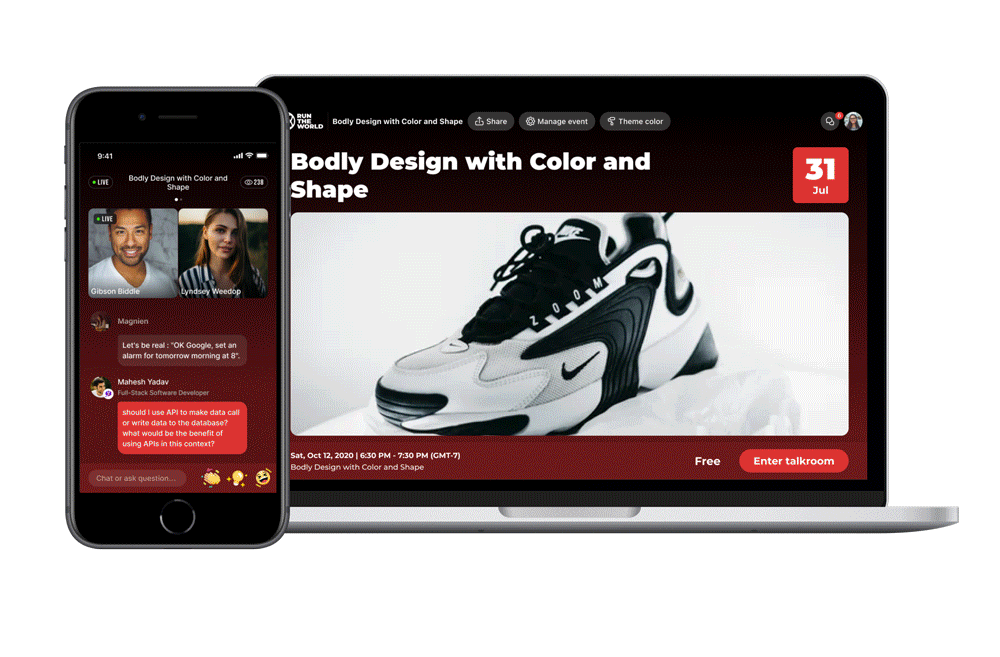 9:41
LIVE
Bodly Design with Color and
Shape
238
LIVE
Gibson Biddle
Lyndsey Weedop
Magnien
Let's be real : "OK Google, set an
alarm for tomorrow morning at 8".
Mahesh Yadav
Full-Stack Software Developer
should I use API to make data call
or write data to the database?
what would be the benefit of
using APIs in this context?
Chat or ask question...
RUN
THE
WORLD
Bodly Design with Color and Shape
Share
Manage event
Theme color
6
Bodly Design with Color and
Shape
31
Jul
NIKE
ZOOM
Sat, Oct 12, 2020 | 6:30 PM - 7:30 PM (GMT-7)
Bodly Design with Color and Shape
Free
Enter talkroom